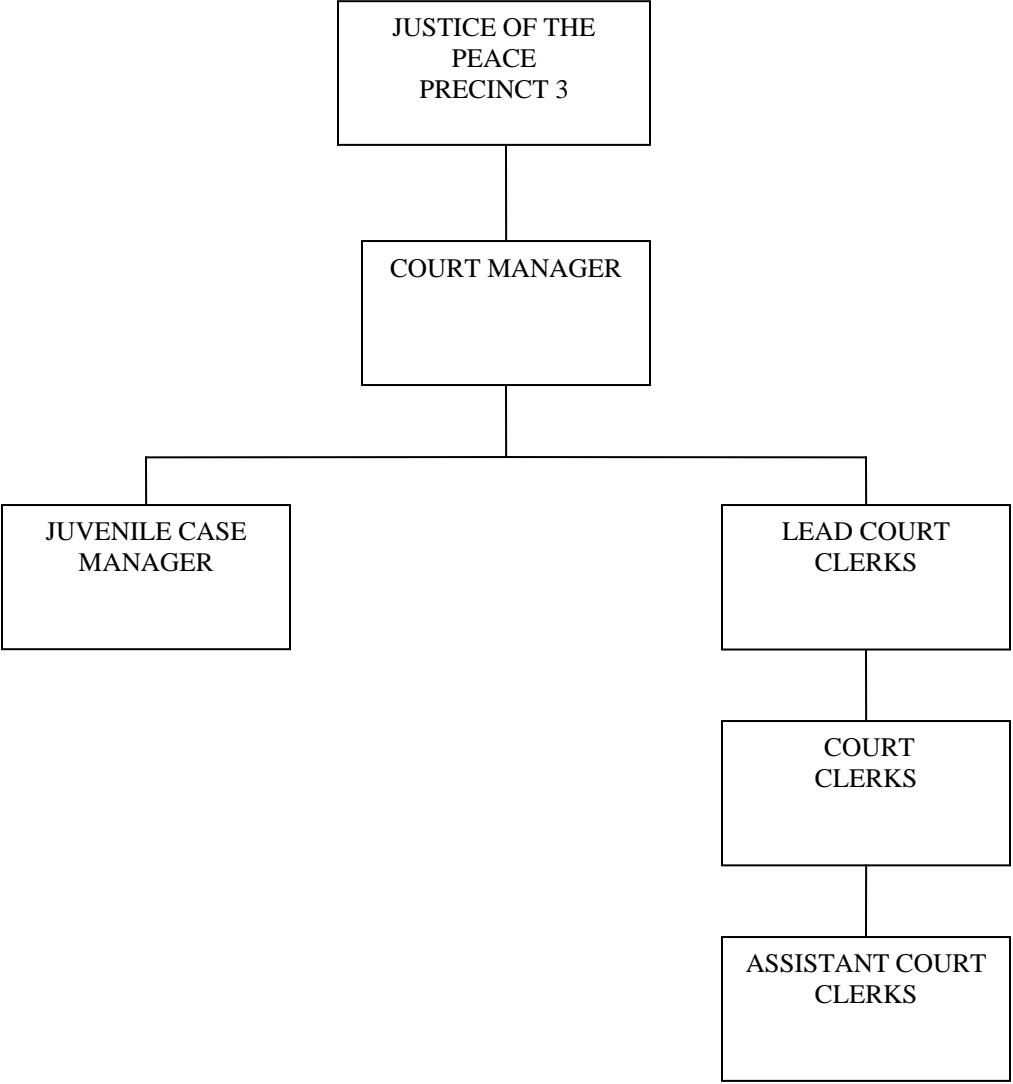 JUSTICE OF THE
PEACE
PRECINCT 3
COURT MANAGER
JUVENILE CASE
MANAGER
LEAD COURT
CLERKS
COURT
CLERKS
ASSISTANT COURT
CLERKS